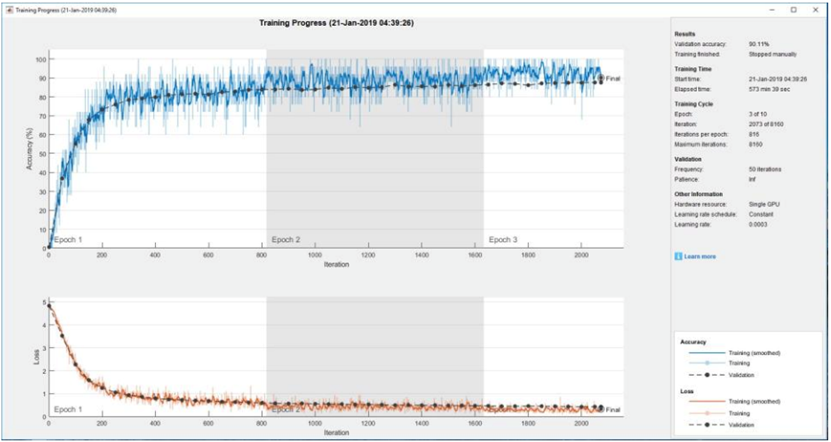 Training Progress (21-Jan-2019 04:39:26)
Training Progress (21-Jan-2019 04:39:26)
100
90
80
70
60
50
40
30
20
10
0
Accuracy (%)
Final
Epoch 1
Epoch 2
Epoch 3
0 200 400 600 800 1000 1200 1400 1600 1800 2000
Iteration
5
4
3
2
1
0
Loss
Final
Epoch 1
Epoch 2
Epoch 3
0 200 400 600 800 1000 1200 1400 1600 1800 2000
Iteration
Results
Validation accuracy: 90.11%
Training finished: Stopped manually
Training Time
Start time: 21-Jan-2019 04:39:26
Elapsed time: 573 min 39 sec
Training Cycle
Epoch: 3 of 10
Iteration: 2073 of 8160
Iterations per epoch: 816
Maximum iterations: 8160
Validation
Frequency: 50 iterations
Patience: Inf
Other Information
Hardware resource: Single GPU
Learning rate schedule: Constant
Learning rate: 0.0003
Learn more
Accuracy
Training (smoothed)
Training
Validation
Loss
Training (smoothed)
Training
Validation